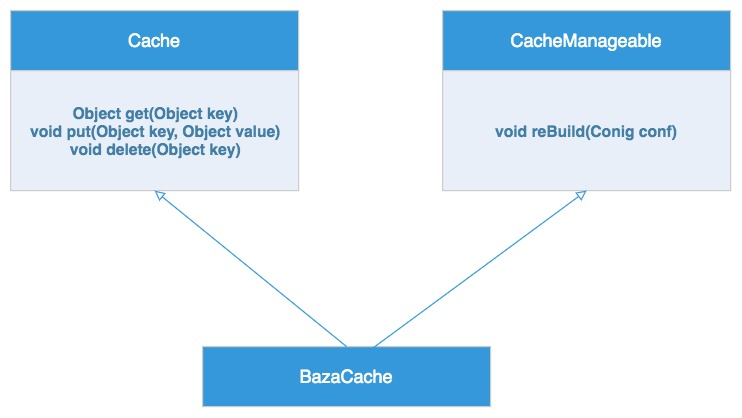 Cache
Object get(Object key)
void put(Object key, Object value)
void delete(Object key)
CacheManageable
void reBuild(Conig conf)
BazaCache